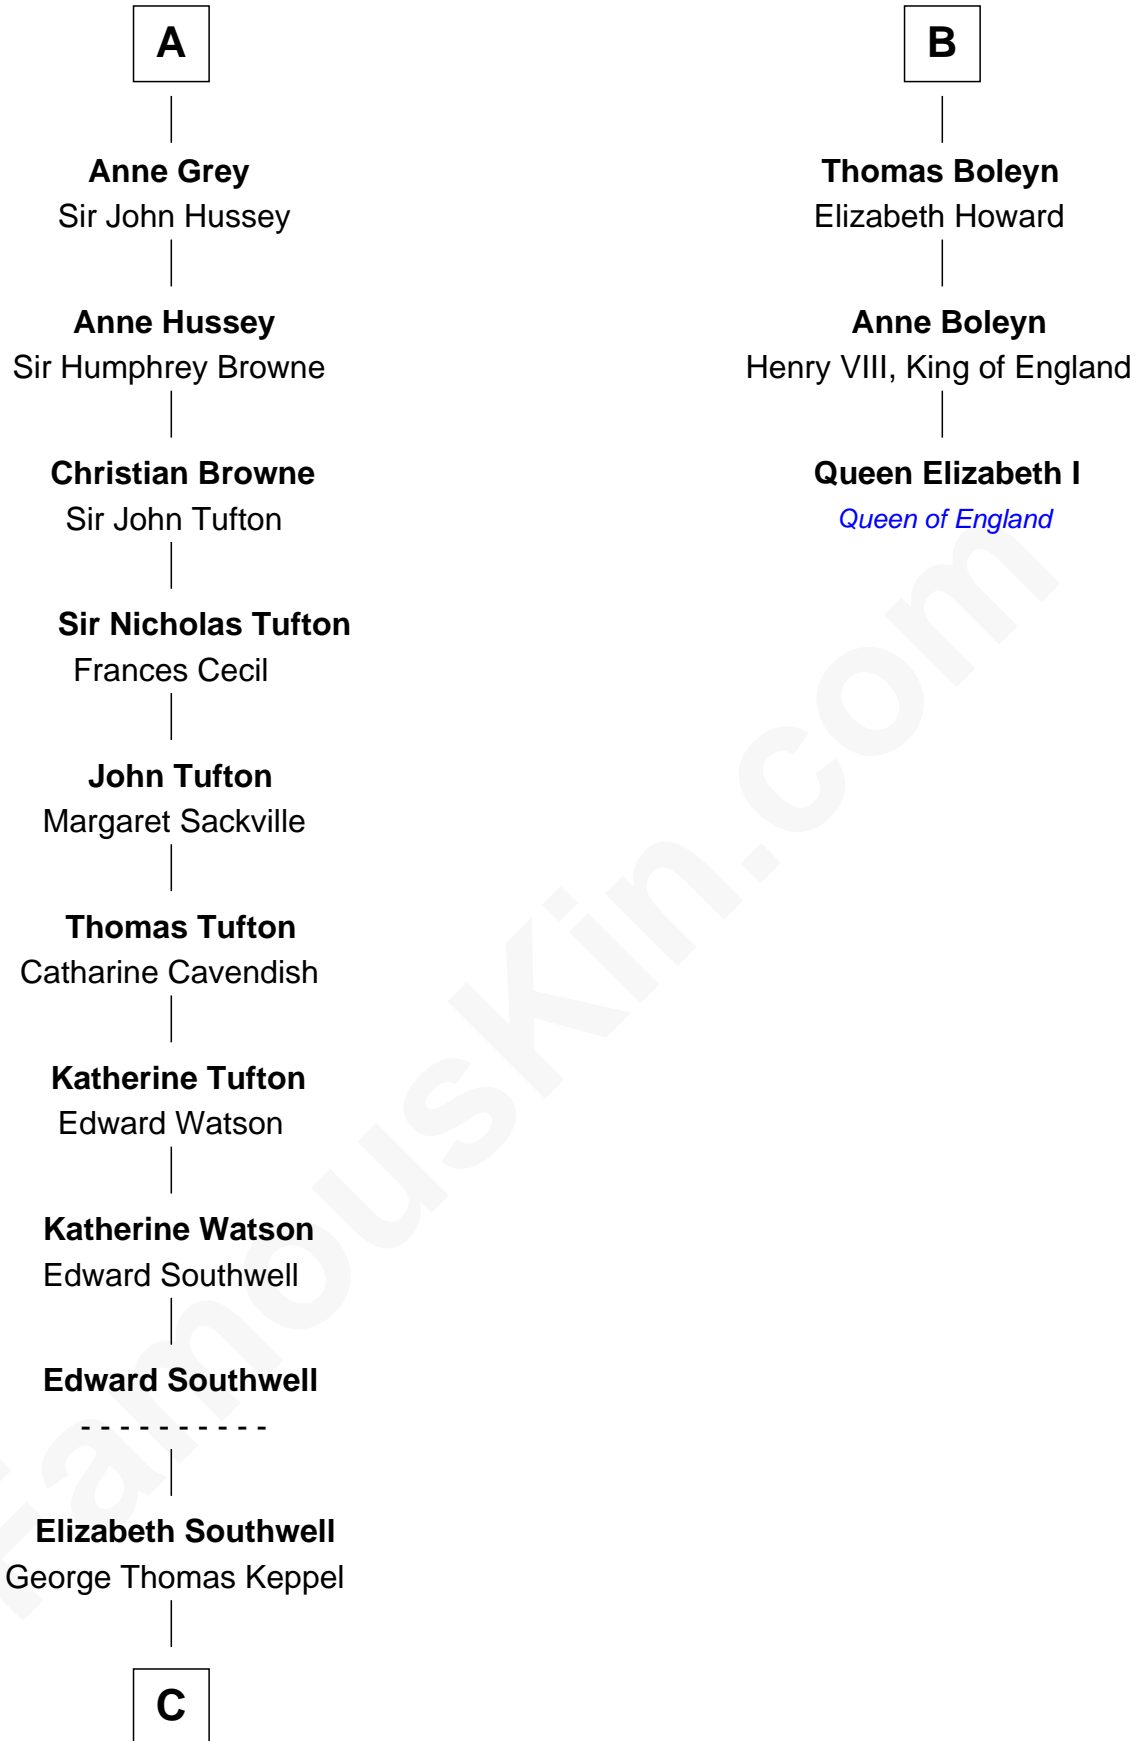 A
Anne Grey
Sir John Hussey
Anne Hussey
Sir Humphrey Browne
Christian Browne
Sir John Tufton
Sir Nicholas Tufton
Frances Cecil
John Tufton
Margaret Sackville
Thomas Tufton
Catharine Cavendish
Katherine Tufton
Edward Watson
Katherine Watson
Edward Southwell
Edward Southwell
- - - - - - - - - -
Elizabeth Southwell
George Thomas Keppel
C
B
Thomas Boleyn
Elizabeth Howard
Anne Boleyn
Henry VIII, King of England
Queen Elizabeth I
Queen of England
FamousKin.com